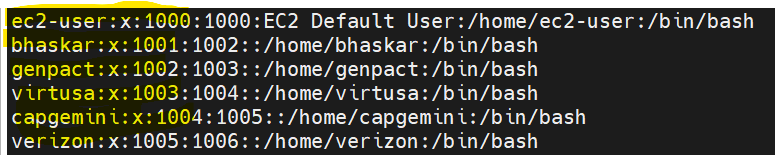 ec2-user:x:1000:1000:EC2 Default User:/home/ec2-user:/bin/bash
bhaskar:x:1001:1002::/home/bhaskar:/bin/bash
genpact:x:1002:1003::/home/genpact:/bin/bash
virtusa:x:1003:1004::/home/virtusa:/bin/bash
capgemini:x:1004:1005::/home/capgemini:/bin/bash
verizon:x:1005:1006::/home/verizon:/bin/bash